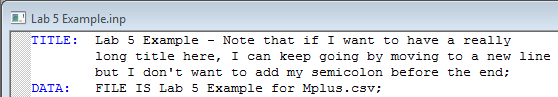 Lab 5 Example.inp
TITLE: Lab 5 Example - Note that if I want to have a really
long title here, I can keep going by moving to a new line
but I don't want to add my semicolon before the end;
DATA: FILE IS Lab 5 Example for Mplus.csv;